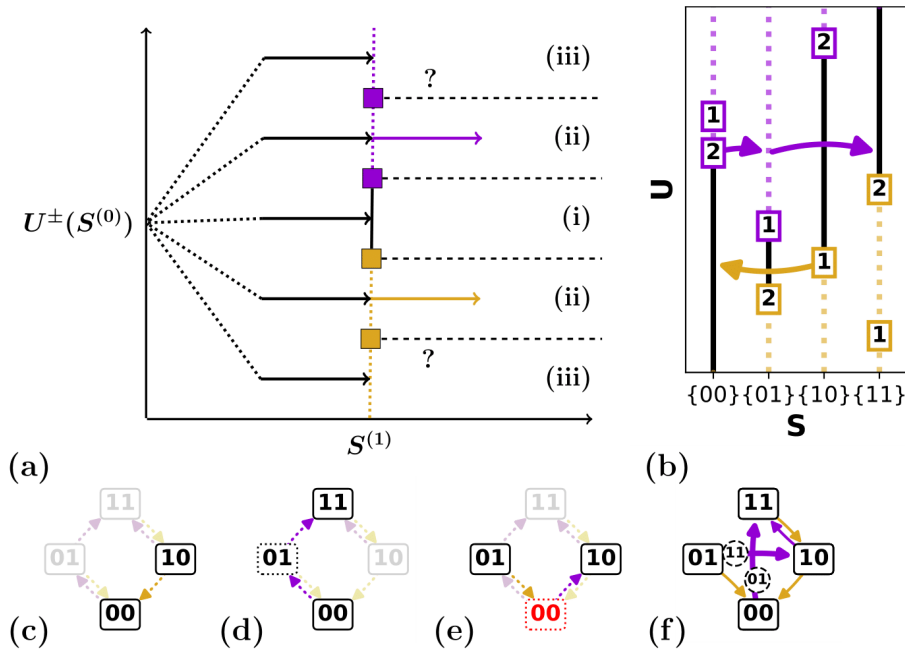 (iii)
?
(ii)
U±(S(0))
(i)
(ii)
?
(iii)
S(1)
(a)
U
2
1
2
2
1
1
2
1
{00}{01}{10}{11}
S
(b)
11
01
10
00
(c)
11
01
10
00
(d)
11
01
10
00
(e)
11
01
11
10
01
00
(f)